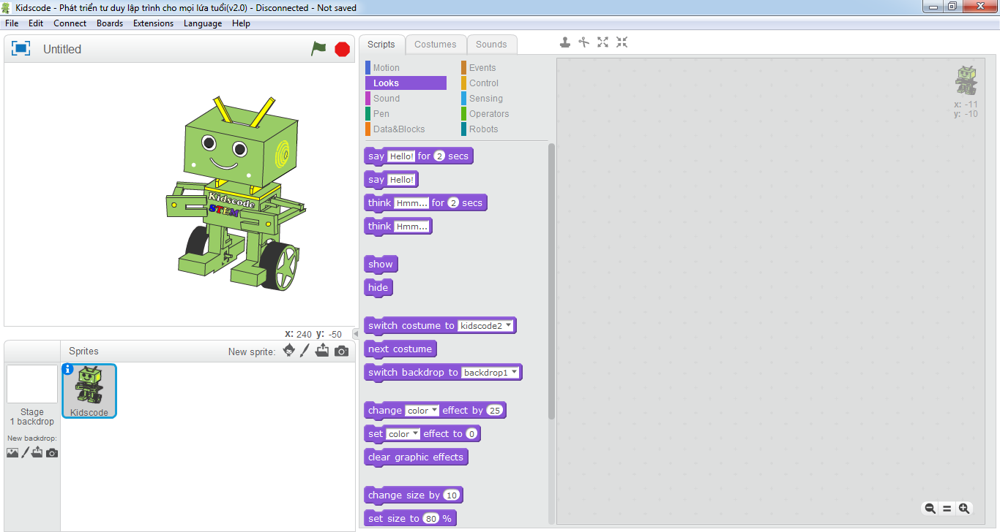 Kidscode - Phát triển tư duy lập trình cho mọi lứa tuổi(v2.0) - Disconnected - Not saved
File Edit Connect Boards Extensions Language Help
Untitled
Scripts Costumes Sounds
Motion Events
Looks Control
Sound Sensing
Pen Operators
Data&Blocks Robots
x: -11
y: -10
Kidscode
STEM
say Hello! for 2 secs
say Hello!
think Hmm... for 2 secs
think Hmm...
show
hide
switch costume to kidscode2
next costume
switch backdrop to backdrop1
change color effect by 25
set color effect to 0
clear graphic effects
change size by 10
set size to 80 %
x: 240 y: -50
Sprites New sprite:
Kidscode
Stage
1 backdrop
New backdrop: